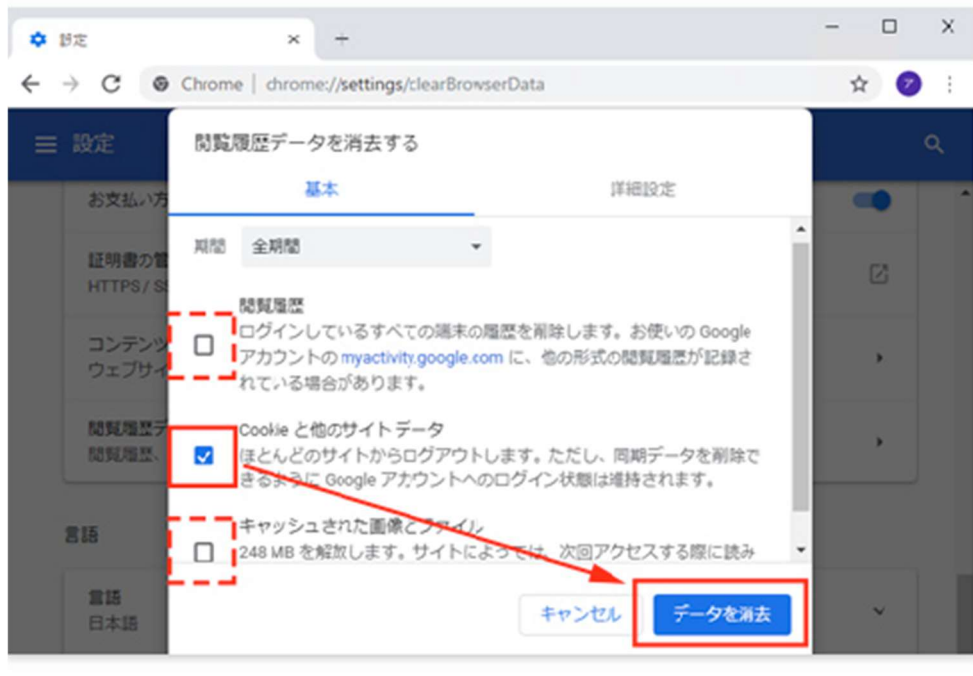 設定
Chrome | chrome://settings/clearBrowserData
ア
設定
閲覧履歴データを消去する
基本
詳細設定
お支払い方
期間
全期間
証明書の管
HTTPS / SS
閲覧履歴
ログインしているすべての端末の履歴を削除します。お使いの Google
アカウントの myactivity.google.com に、他の形式の閲覧履歴が記録さ
れている場合があります。
コンテンツ
ウェブサイ
Cookie と他のサイト データ
ほとんどのサイトからログアウトします。ただし、同期データを削除で
きるように Google アカウントへのログイン状態は維持されます。
閲覧履歴デ
閲覧履歴、
キャッシュされた画像とファイル
248 MB を解放します。サイトによっては、次回アクセスする際に読み
言語
言語
日本語
キャンセル
データを消去